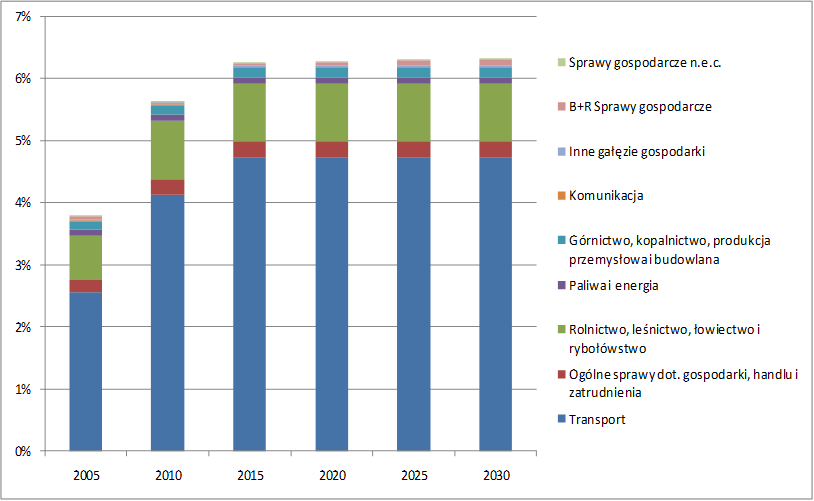 7%
6%
5%
4%
3%
2%
1%
0%
2005 2010 2015 2020 2025 2030
Sprawy gospodarcze n.e.c.
B+R Sprawy gospodarcze
Inne gałęzie gospodarki
Komunikacja
Górnictwo, kopalnictwo, produkcja
przemysłowa i budowlana
Paliwa i energia
Rolnictwo, leśnictwo, łowiectwo i
rybołówstwo
Ogólne sprawy dot. gospodarki, handlu i
zatrudnienia
Transport